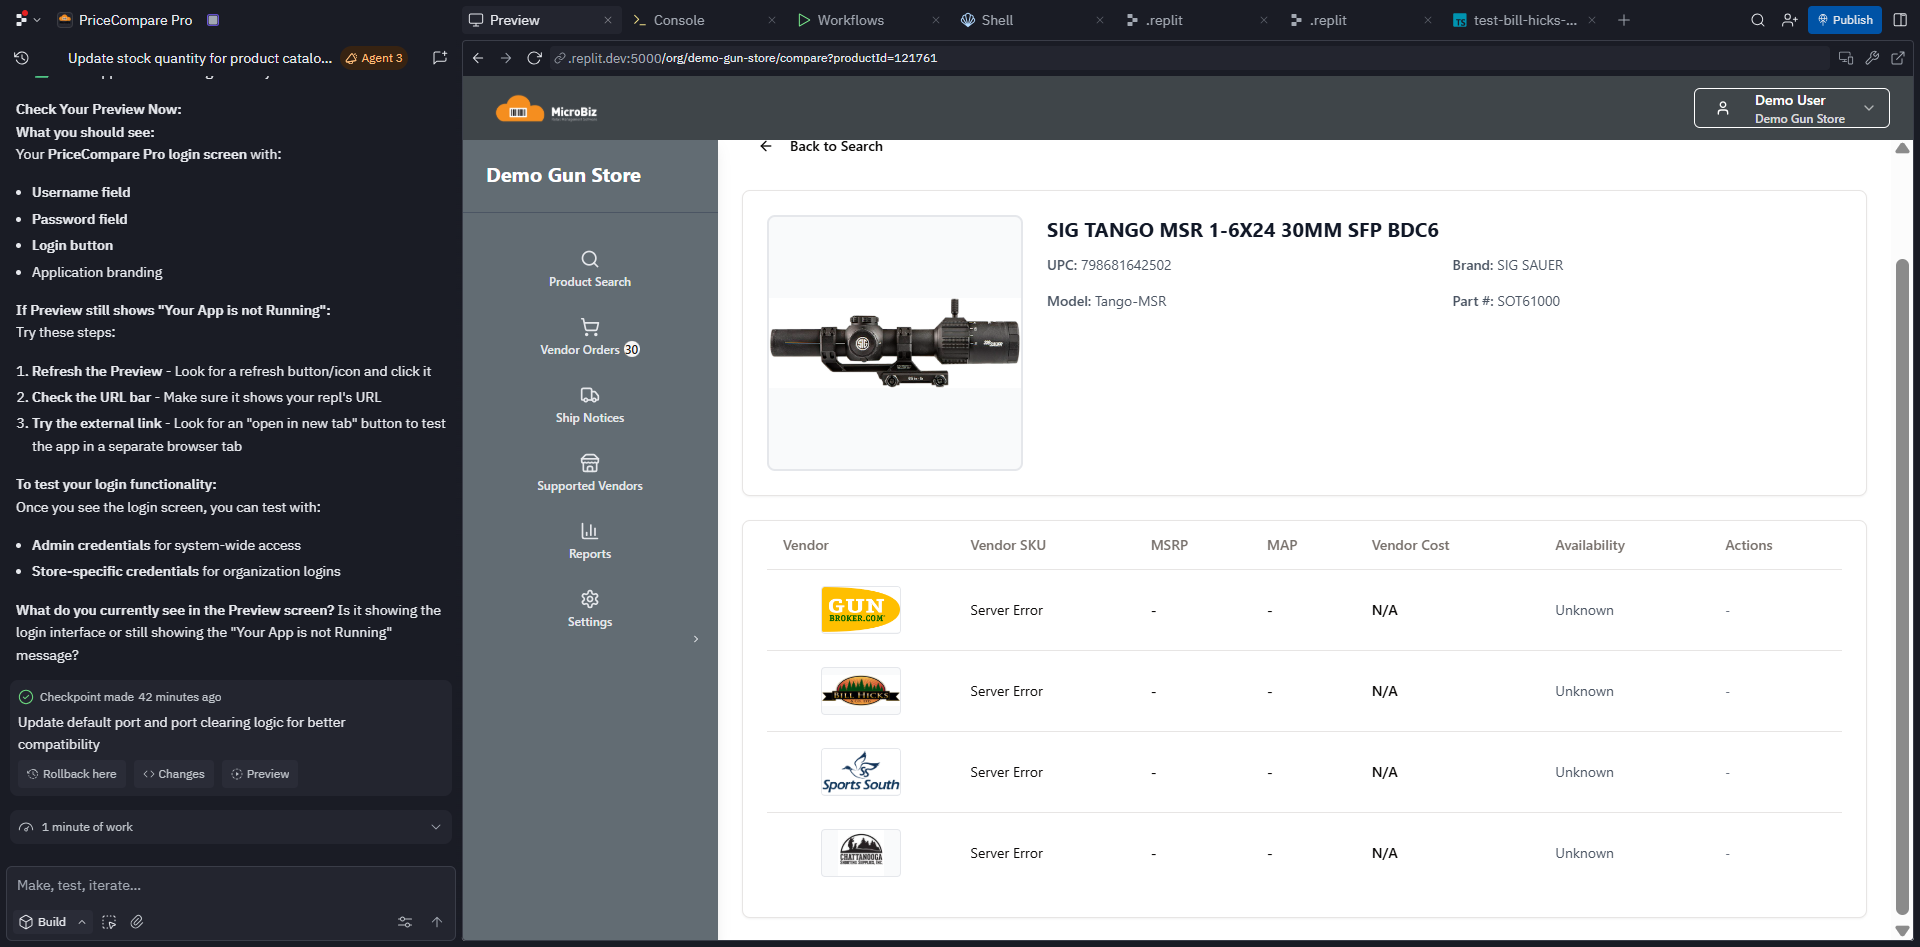 PriceCompare Pro
Preview
Console
Workflows
Shell
.replit
.replit
test-bill-hicks-...
Publish
Update stock quantity for product catalo...
Agent 3
.replit.dev:5000/org/demo-gun-store/compare?productId=121761
Check Your Preview Now:
What you should see:
Your PriceCompare Pro login screen with:
• Username field
• Password field
• Login button
• Application branding
If Preview still shows "Your App is not Running":
Try these steps:
1. Refresh the Preview - Look for a refresh button/icon and click it
2. Check the URL bar - Make sure it shows your repl's URL
3. Try the external link - Look for an "open in new tab" button to test
the app in a separate browser tab
To test your login functionality:
Once you see the login screen, you can test with:
• Admin credentials for system-wide access
• Store-specific credentials for organization logins
What do you currently see in the Preview screen? Is it showing the
login interface or still showing the "Your App is not Running"
message?
Checkpoint made 42 minutes ago
Update default port and port clearing logic for better
compatibility
Rollback here
Changes
Preview
1 minute of work
Make, test, iterate...
Build
MicroBiz
Demo User
Demo Gun Store
Demo Gun Store
Product Search
Vendor Orders 30
Ship Notices
Supported Vendors
Reports
Settings
Back to Search
SIG TANGO MSR 1-6X24 30MM SFP BDC6
UPC: 798681642502
Brand: SIG SAUER
Model: Tango-MSR
Part #: SOT61000
Vendor Vendor SKU MSRP MAP Vendor Cost Availability Actions
GUN
BROKER.COM
Server Error - - N/A Unknown -
BILL HICKS
Server Error - - N/A Unknown -
Sports South
Server Error - - N/A Unknown -
CHATTANOOGA
SHOOTING SUPPLIES, INC.
Server Error - - N/A Unknown -